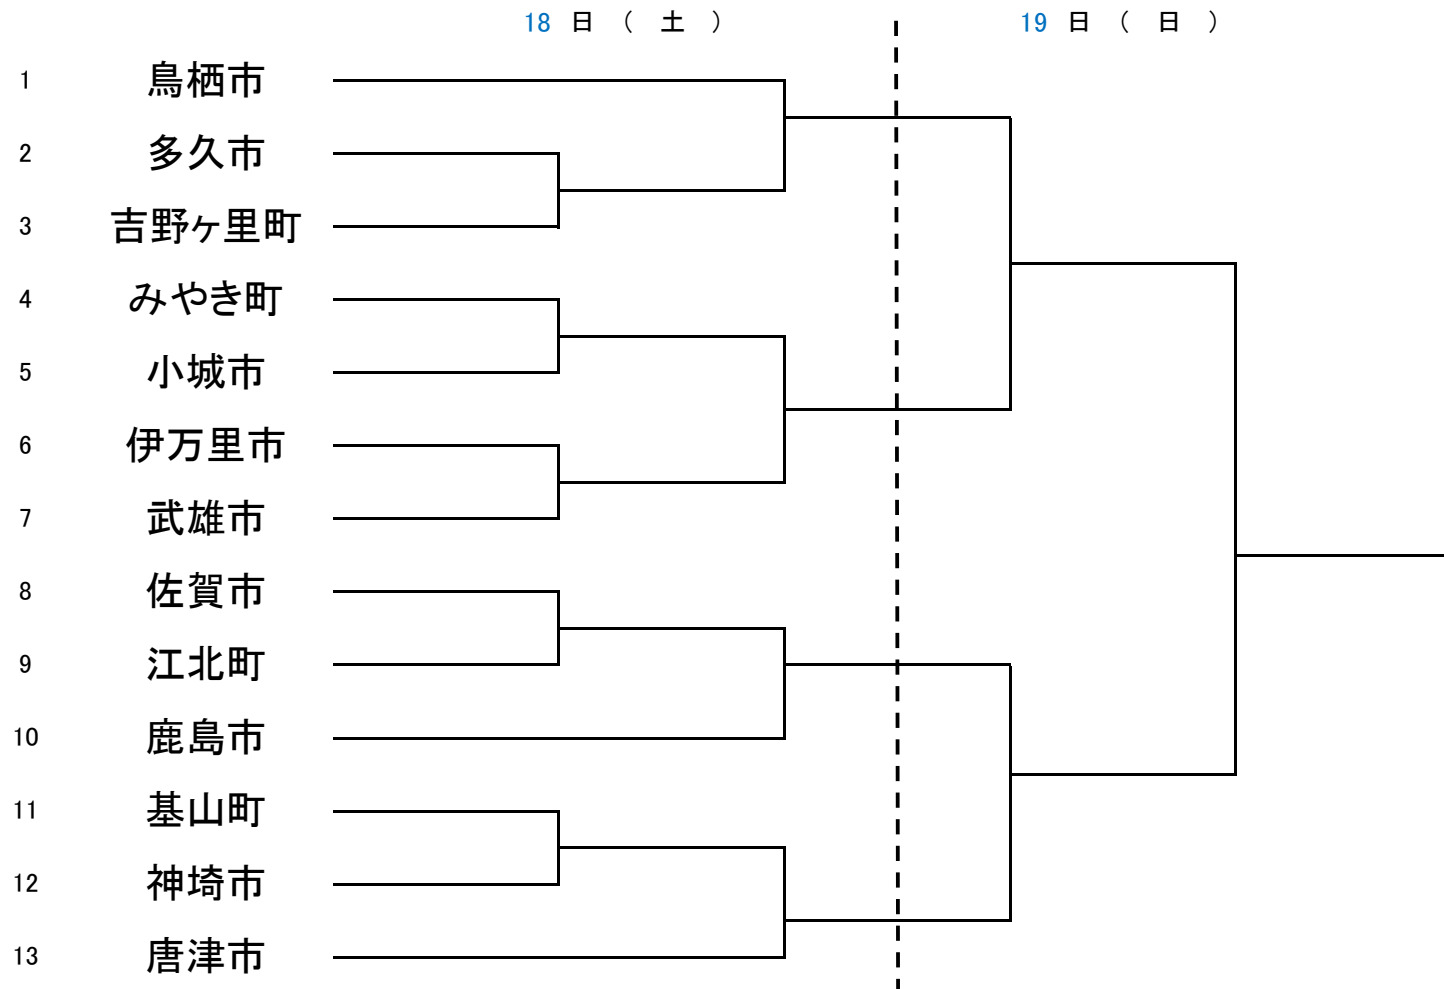 18 日 ( 土 ) 19 日 ( 日 )
1 鳥栖市
2 多久市
3 吉野ヶ里町
4 みやき町
5 小城市
6 伊万里市
7 武雄市
8 佐賀市
9 江北町
10 鹿島市
11 基山町
12 神埼市
13 唐津市